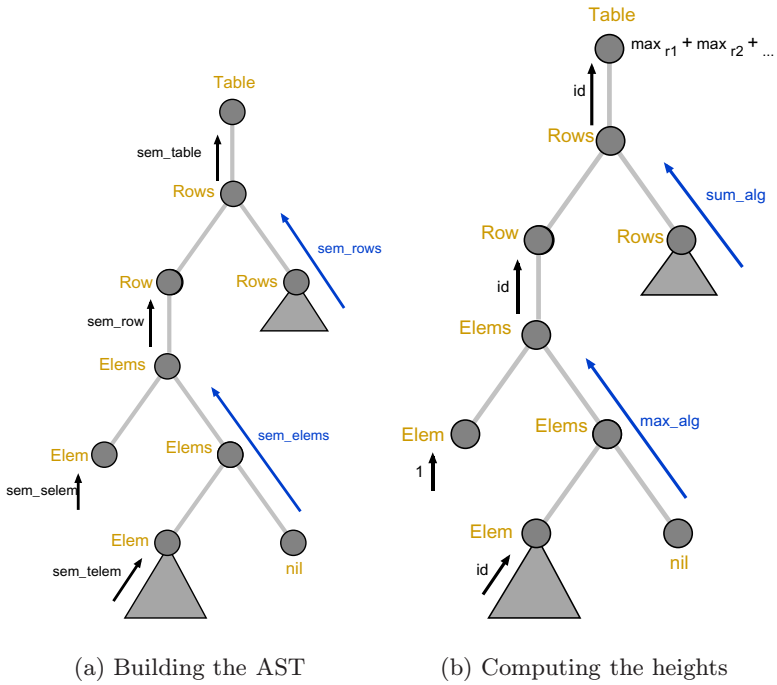 Table
sem_table
Rows
sem_rows
Row
Rows
sem_row
Elems
sem_elems
Elem
Elems
sem_selem
Elem
sem_telem
nil
(a) Building the AST
Table
max r1 + max r2 + ...
id
Rows
sum_alg
Row
Rows
id
Elems
max_alg
Elem
Elems
1
Elem
id
nil
(b) Computing the heights